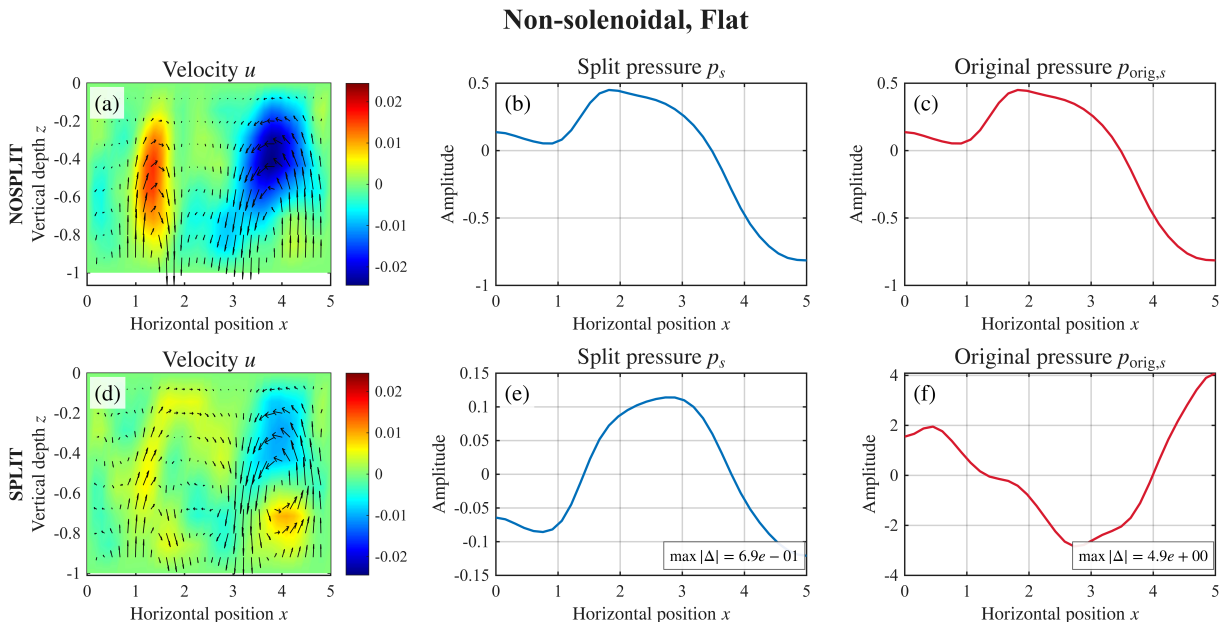 Non-solenoidal, Flat
NOSPLIT
Velocity u
(a)
Vertical depth z
0
-0.2
-0.4
-0.6
-0.8
-1
0 1 2 3 4 5
Horizontal position x
0.02
0.01
0
-0.01
-0.02
Split pressure p_s
(b)
Amplitude
0.5
0
-0.5
-1
0 1 2 3 4 5
Horizontal position x
Original pressure p_orig,s
(c)
Amplitude
0.5
0
-0.5
-1
0 1 2 3 4 5
Horizontal position x
SPLIT
Velocity u
(d)
Vertical depth z
0
-0.2
-0.4
-0.6
-0.8
-1
0 1 2 3 4 5
Horizontal position x
0.02
0.01
0
-0.01
-0.02
Split pressure p_s
(e)
Amplitude
0.15
0.1
0.05
0
-0.05
-0.1
-0.15
max |Δ| = 6.9e − 01
0 1 2 3 4 5
Horizontal position x
Original pressure p_orig,s
(f)
Amplitude
4
2
0
-2
-4
max |Δ| = 4.9e + 00
0 1 2 3 4 5
Horizontal position x